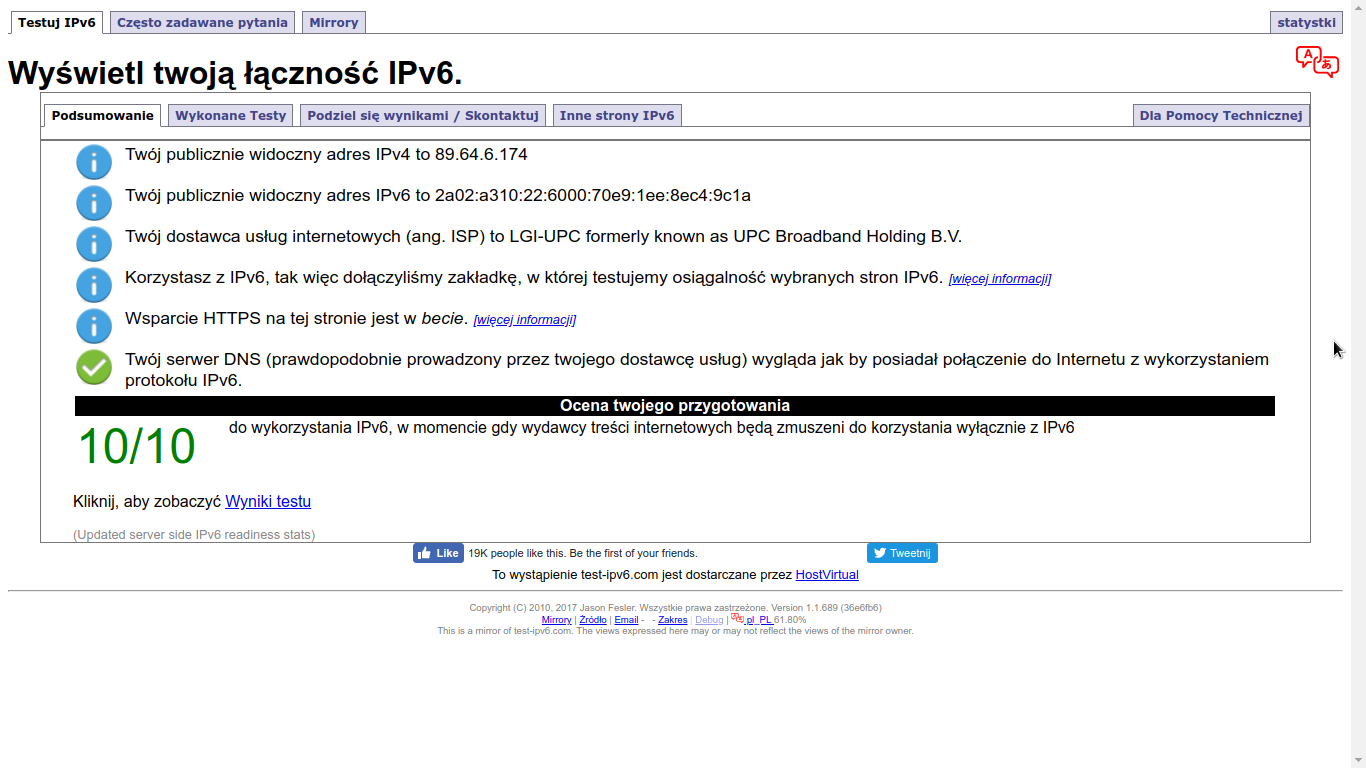 Testuj IPv6 Często zadawane pytania Mirrory statystki
Wyświetl twoją łączność IPv6.
Podsumowanie Wykonane Testy Podziel się wynikami / Skontaktuj Inne strony IPv6 Dla Pomocy Technicznej
Twój publicznie widoczny adres IPv4 to 89.64.6.174
Twój publicznie widoczny adres IPv6 to 2a02:a310:22:6000:70e9:1ee:8ec4:9c1a
Twój dostawca usług internetowych (ang. ISP) to LGI-UPC formerly known as UPC Broadband Holding B.V.
Korzystasz z IPv6, tak więc dołączyliśmy zakładkę, w której testujemy osiągalność wybranych stron IPv6. [więcej informacji]
Wsparcie HTTPS na tej stronie jest w becie. [więcej informacji]
Twój serwer DNS (prawdopodobnie prowadzony przez twojego dostawcę usług) wygląda jak by posiadał połączenie do Internetu z wykorzystaniem
protokołu IPv6.
Ocena twojego przygotowania
10/10 do wykorzystania IPv6, w momencie gdy wydawcy treści internetowych będą zmuszeni do korzystania wyłącznie z IPv6
Kliknij, aby zobaczyć Wyniki testu
(Updated server side IPv6 readiness stats)
Like 19K people like this. Be the first of your friends. Tweetnij
To wystąpienie test-ipv6.com jest dostarczane przez HostVirtual
Copyright (C) 2010, 2017 Jason Fesler. Wszystkie prawa zastrzeżone. Version 1.1.689 (36e6fb6)
Mirrory | Źródło | Email - - Zakres | Debug | pl_PL 61.80%
This is a mirror of test-ipv6.com. The views expressed here may or may not reflect the views of the mirror owner.